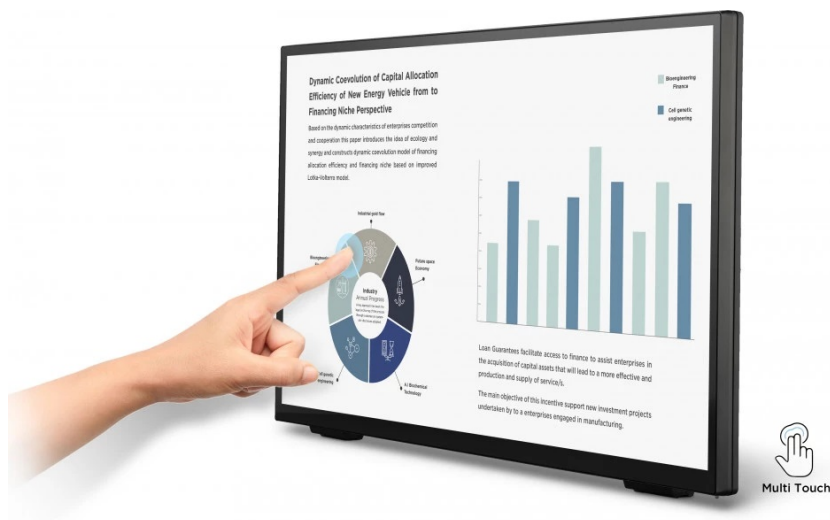 Dynamic Coevolution of Capital Allocation
Efficiency of New Energy Vehicle from to
Financing Niche Perspective
Based on the dynamic characteristics of enterprises competition
and cooperation this paper introduces the idea of ecology and
synergy and constructs dynamic coevolution model of financing
allocation efficiency and financing niche based on improved
Lotka-Volterra model.
Industrial goal flow
Future space
Economy
Industry
Annual Progress
A.I Biochemical
Technology
engineering
Bioengineering
Finance
Cell genetic
engineering
Loan Guarantees facilitate access to finance to assist enterprises in
the acquisition of capital assets that will lead to a more effective and
production and supply of service/s.
The main objective of this incentive support new investment projects
undertaken by to a enterprises engaged in manufacturing.
Multi Touch